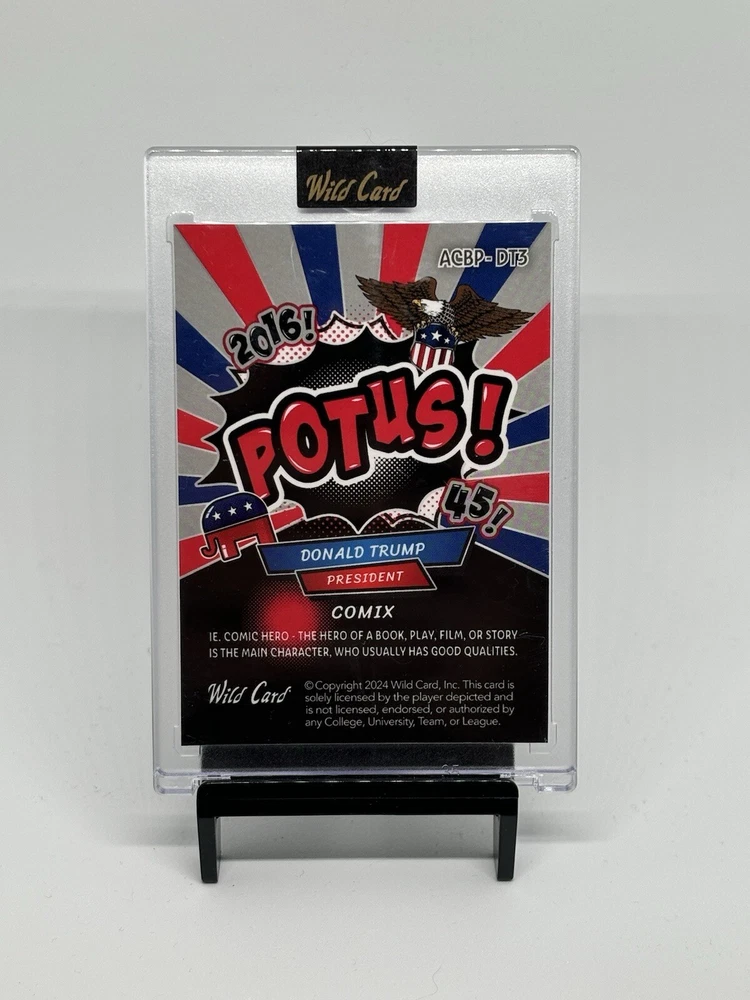 Wild Card
ACBP-DT3
2016!
POTUS!
45!
DONALD TRUMP
PRESIDENT
COMIX
IE. COMIC HERO - THE HERO OF A BOOK, PLAY, FILM, OR STORY
IS THE MAIN CHARACTER, WHO USUALLY HAS GOOD QUALITIES.
Wild Card
© Copyright 2024 Wild Card, Inc. This card is
solely licensed by the player depicted and
is not licensed, endorsed, or authorized by
any College, University, Team, or League.